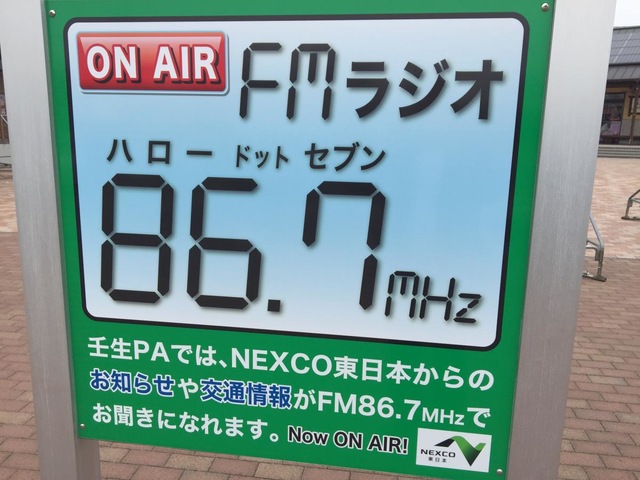 ON AIR FMラジオ
ハロー ドット セブン
86.7MHz
壬生PAでは、NEXCO東日本からの
お知らせや交通情報がFM86.7MHzで
お聞きになれます。Now ON AIR!
NEXCO
東日本